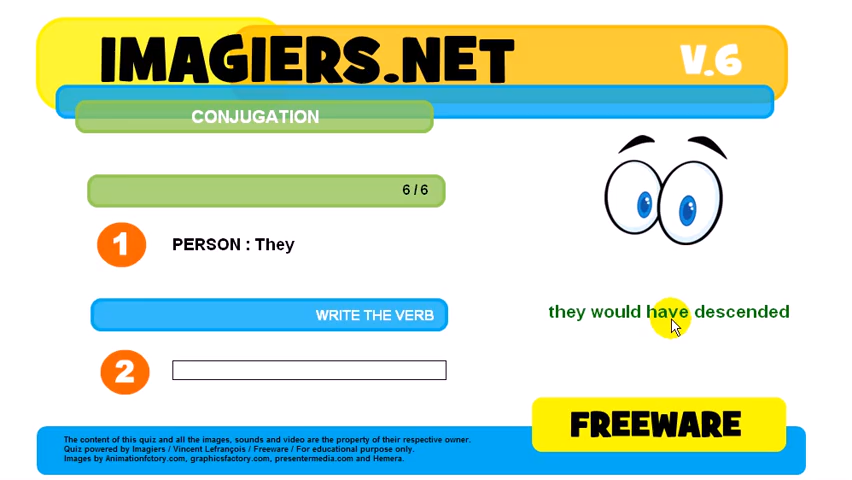 IMAGIERS.NET
V.6
CONJUGATION
6 / 6
1
PERSON : They
they would have descended
WRITE THE VERB
2
FREEWARE
The content of this quiz and all the images, sounds and video are the property of their respective owner.
Quiz powered by Imagiers / Vincent Lefrançois / Freeware / For educational purpose only.
Images by Animationfctory.com, graphicsfactory.com, presentermedia.com and Hemera.